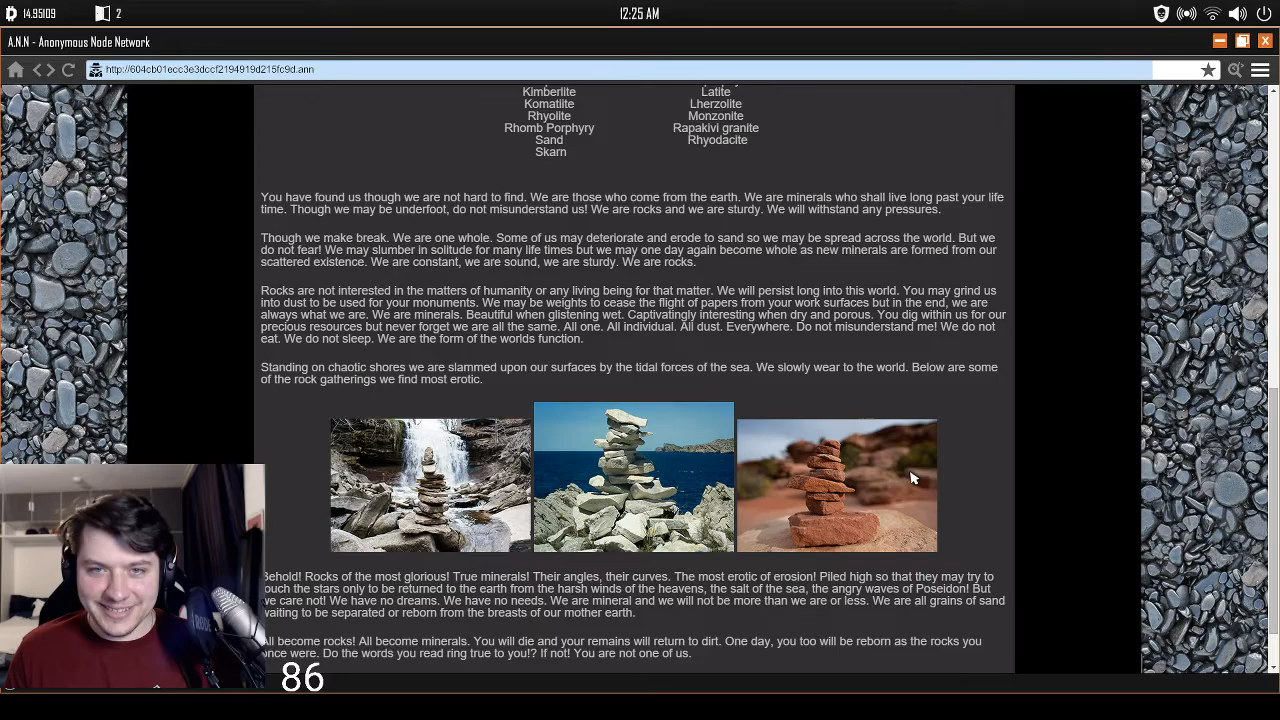 14.95109
2
12:25 AM
A.N.N - Anonymous Node Network
http://604cb01ecc3e3dccf2194919d215fc9d.ann
Kimberlite
Komatiite
Rhyolite
Rhomb Porphyry
Sand
Skarn
Latite
Lherzolite
Monzonite
Rapakivi granite
Rhyodacite
You have found us though we are not hard to find. We are those who come from the earth. We are minerals who shall live long past your life
time. Though we may be underfoot, do not misunderstand us! We are rocks and we are sturdy. We will withstand any pressures.
Though we make break. We are one whole. Some of us may deteriorate and erode to sand so we may be spread across the world. But we
do not fear! We may slumber in solitude for many life times but we may one day again become whole as new minerals are formed from our
scattered existence. We are constant, we are sound, we are sturdy. We are rocks.
Rocks are not interested in the matters of humanity or any living being for that matter. We will persist long into this world. You may grind us
into dust to be used for your monuments. We may be weights to cease the flight of papers from your work surfaces but in the end, we are
always what we are. We are minerals. Beautiful when glistening wet. Captivatingly interesting when dry and porous. You dig within us for our
precious resources but never forget we are all the same. All one. All individual. All dust. Everywhere. Do not misunderstand me! We do not
eat. We do not sleep. We are the form of the worlds function.
Standing on chaotic shores we are slammed upon our surfaces by the tidal forces of the sea. We slowly wear to the world. Below are some
of the rock gatherings we find most erotic.
Behold! Rocks of the most glorious! True minerals! Their angles, their curves. The most erotic of erosion! Piled high so that they may try to
ouch the stars only to be returned to the earth from the harsh winds of the heavens, the salt of the sea, the angry waves of Poseidon! But
we care not! We have no dreams. We have no needs. We are mineral and we will not be more than we are or less. We are all grains of sand
waiting to be separated or reborn from the breasts of our mother earth.
All become rocks! All become minerals. You will die and your remains will return to dirt. One day, you too will be reborn as the rocks you
once were. Do the words you read ring true to you!? If not! You are not one of us.
RODE
86